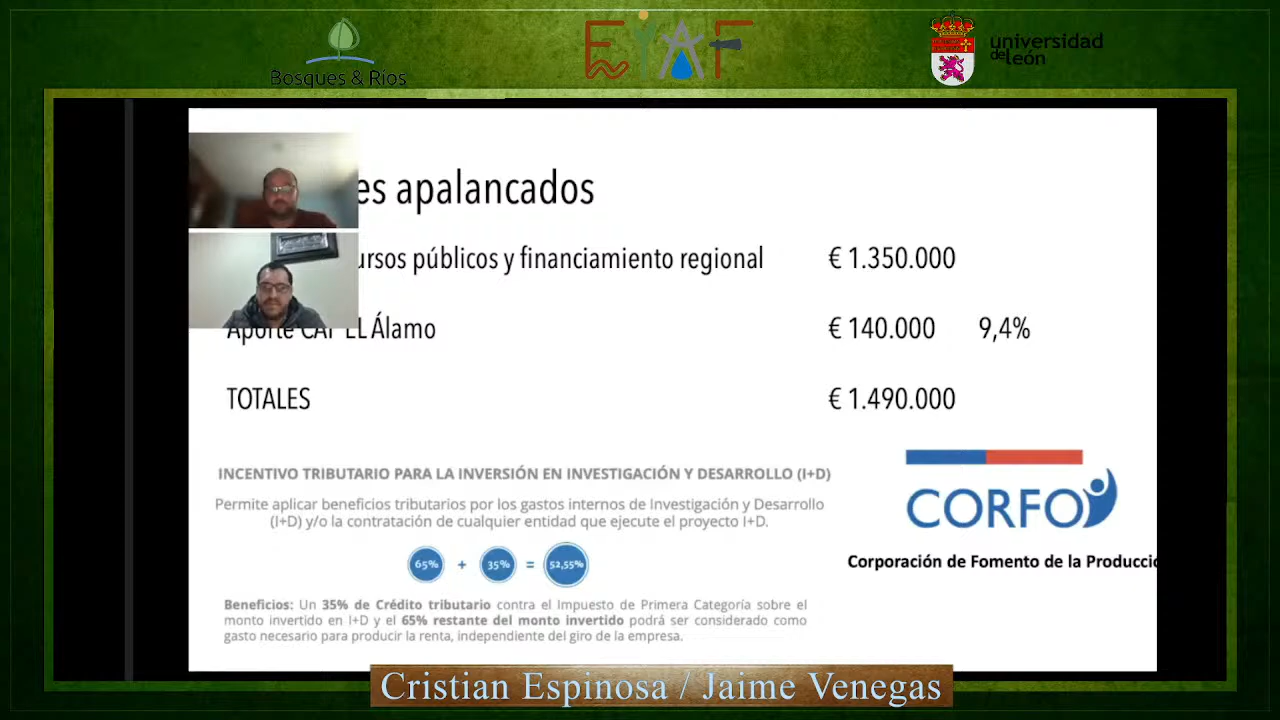 Bosques & Ríos
EYAF
universidad
de león
es apalancados
ursos públicos y financiamiento regional € 1.350.000
Aporte EL Álamo € 140.000 9,4%
TOTALES € 1.490.000
INCENTIVO TRIBUTARIO PARA LA INVERSIÓN EN INVESTIGACIÓN Y DESARROLLO (I+D)
Permite aplicar beneficios tributarios por los gastos internos de Investigación y Desarrollo
(I+D) y/o la contratación de cualquier entidad que ejecute el proyecto I+D.
65% + 35% = 52,55%
Beneficios: Un 35% de Crédito tributario contra el Impuesto de Primera Categoría sobre el
monto invertido en I+D y el 65% restante del monto invertido podrá ser considerado como
gasto necesario para producir la renta, independiente del giro de la empresa.
CORFO
Corporación de Fomento de la Producció
Cristian Espinosa / Jaime Venegas